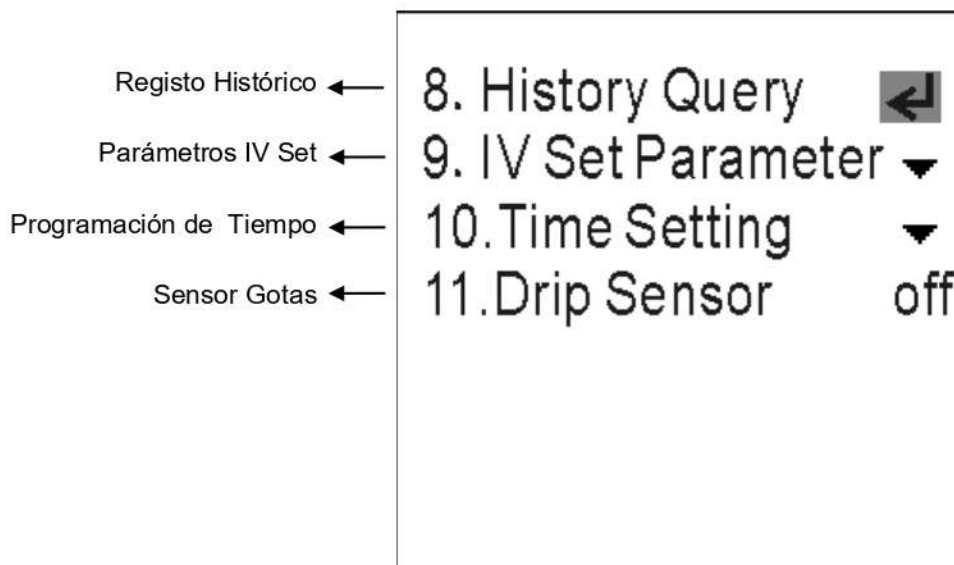 Registo Histórico
8. History Query
Parámetros IV Set
9. IV Set Parameter
Programación de Tiempo
10.Time Setting
Sensor Gotas
11.Drip Sensor off